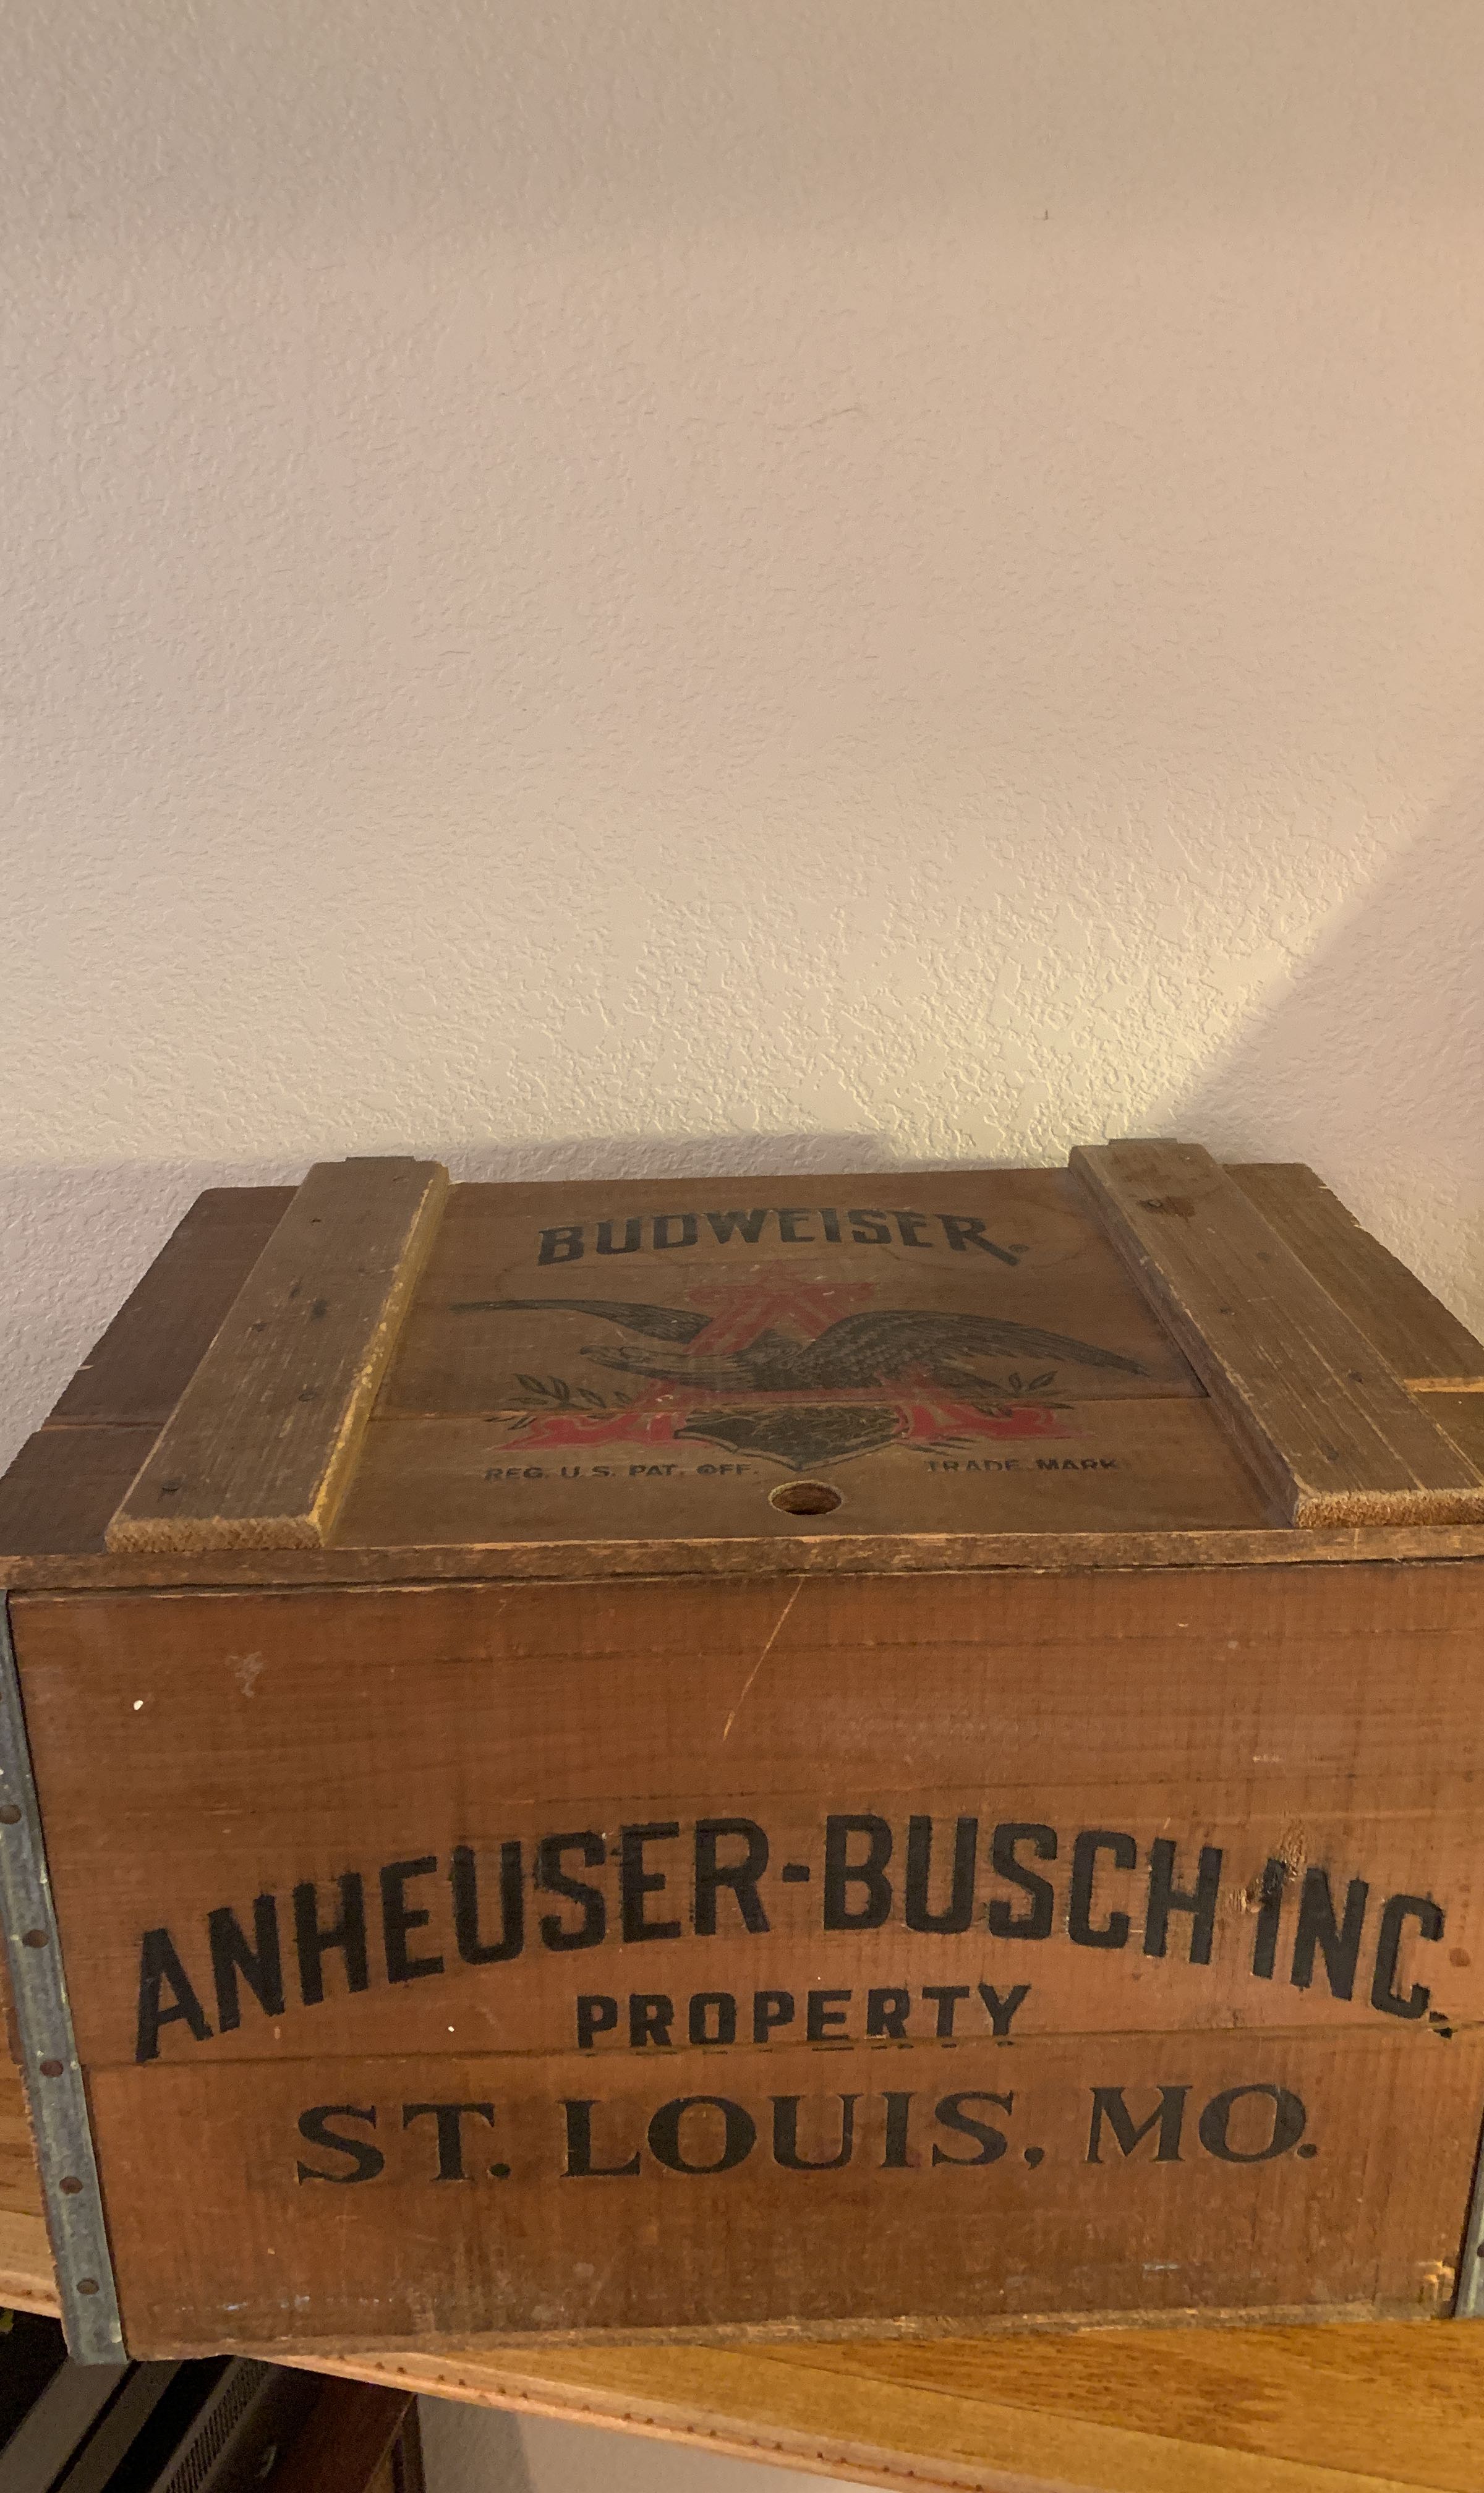 BUDWEISER®
REG. U.S. PAT. OFF. TRADE MARK
ANHEUSER-BUSCH INC.
PROPERTY
ST. LOUIS, MO.